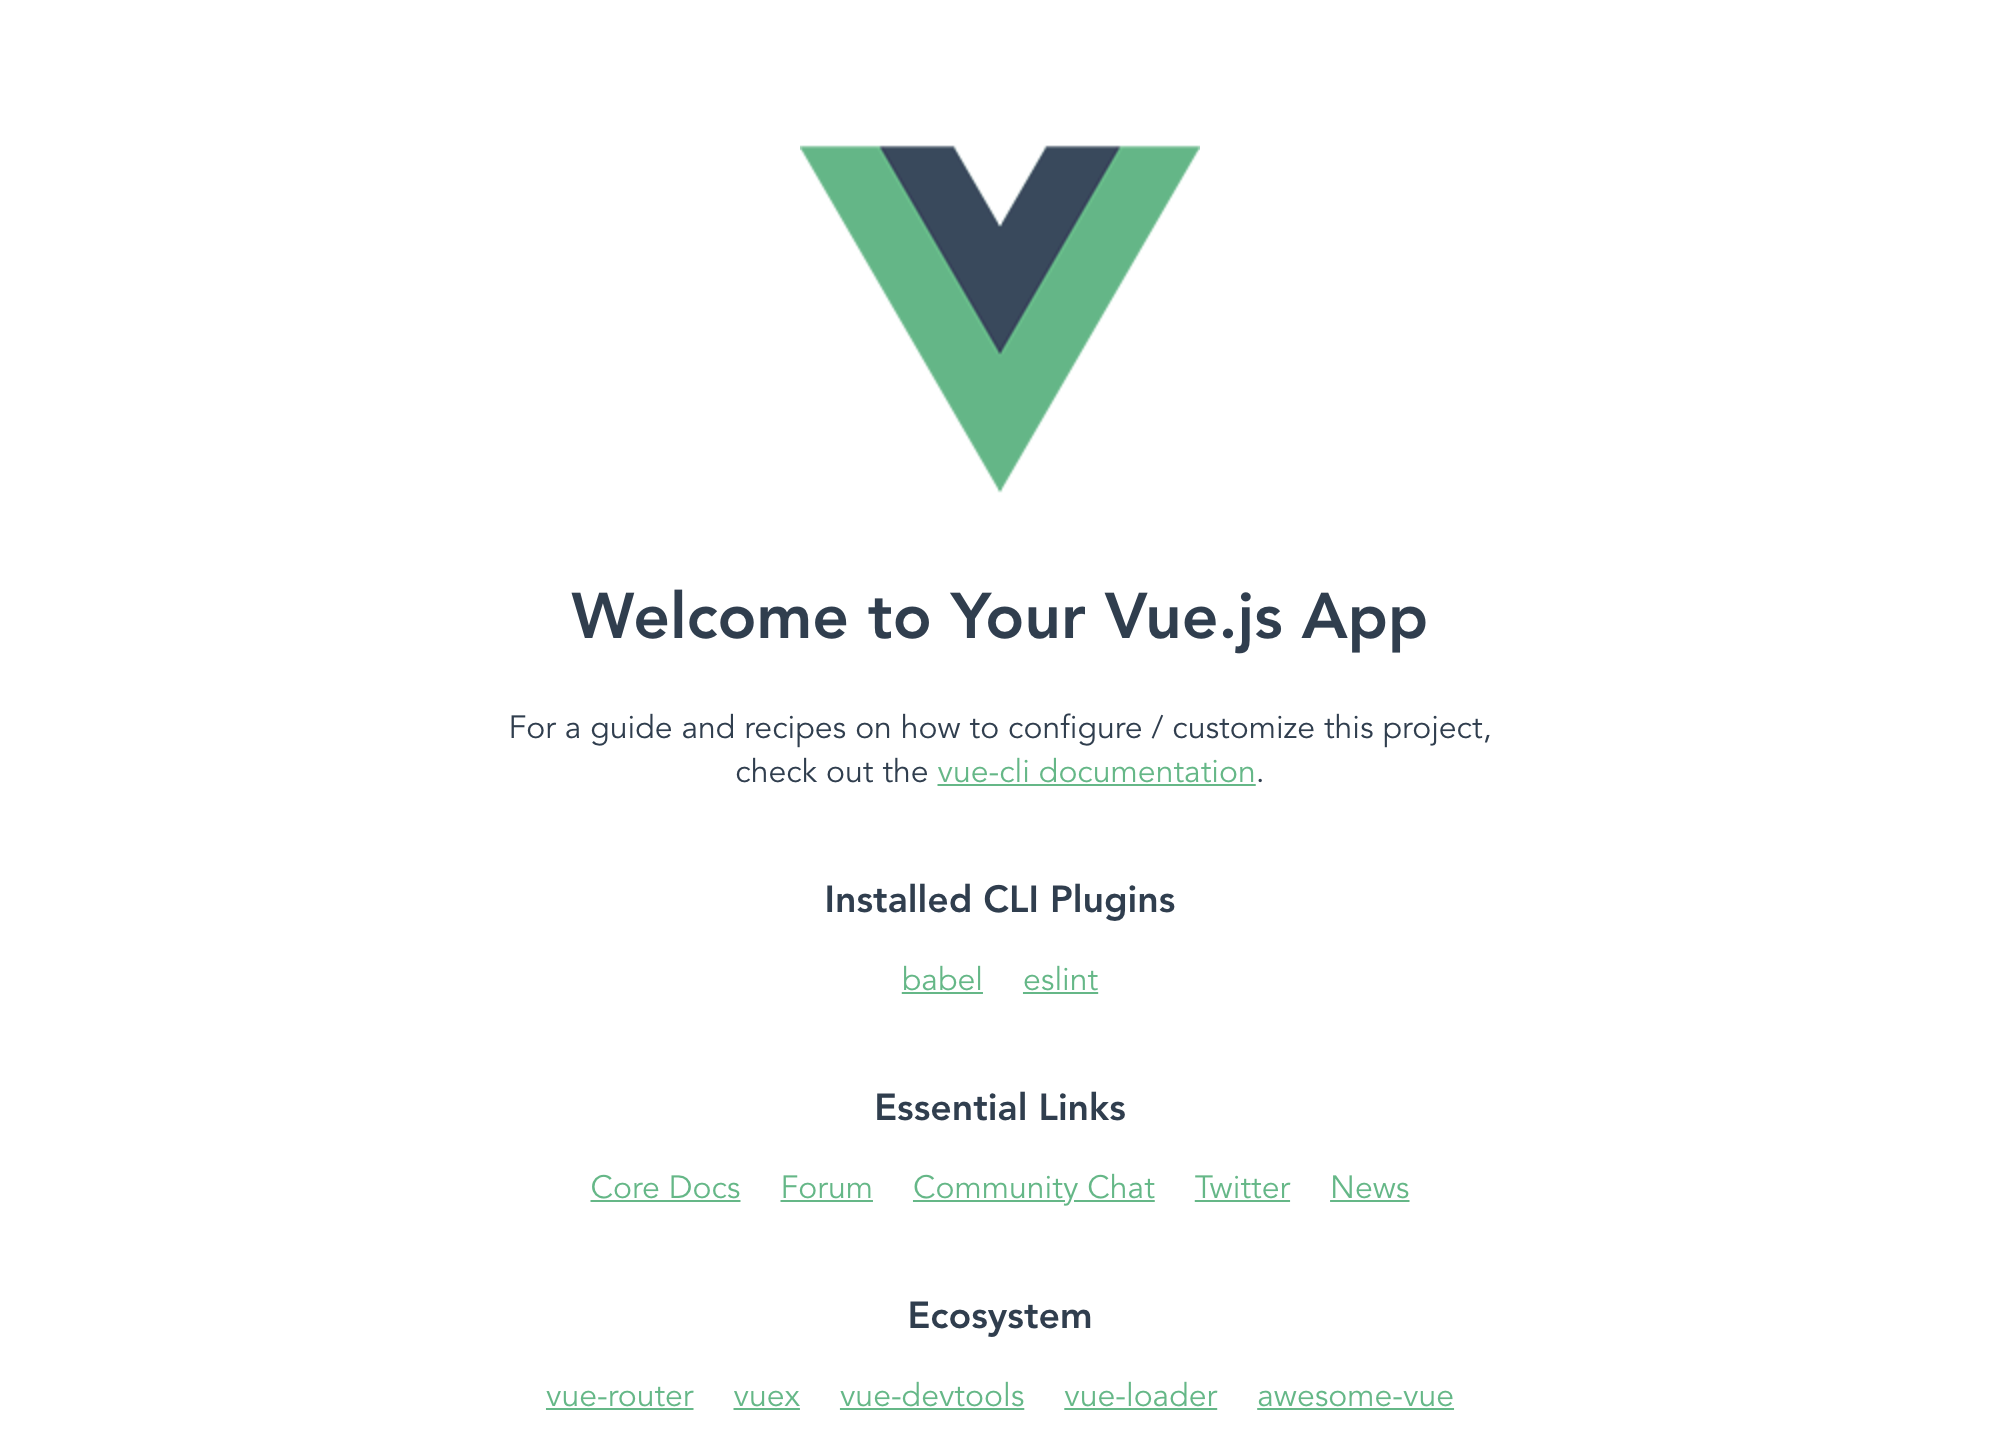 Welcome to Your Vue.js App
For a guide and recipes on how to configure / customize this project,
check out the vue-cli documentation.
Installed CLI Plugins
babel eslint
Essential Links
Core Docs Forum Community Chat Twitter News
Ecosystem
vue-router vuex vue-devtools vue-loader awesome-vue